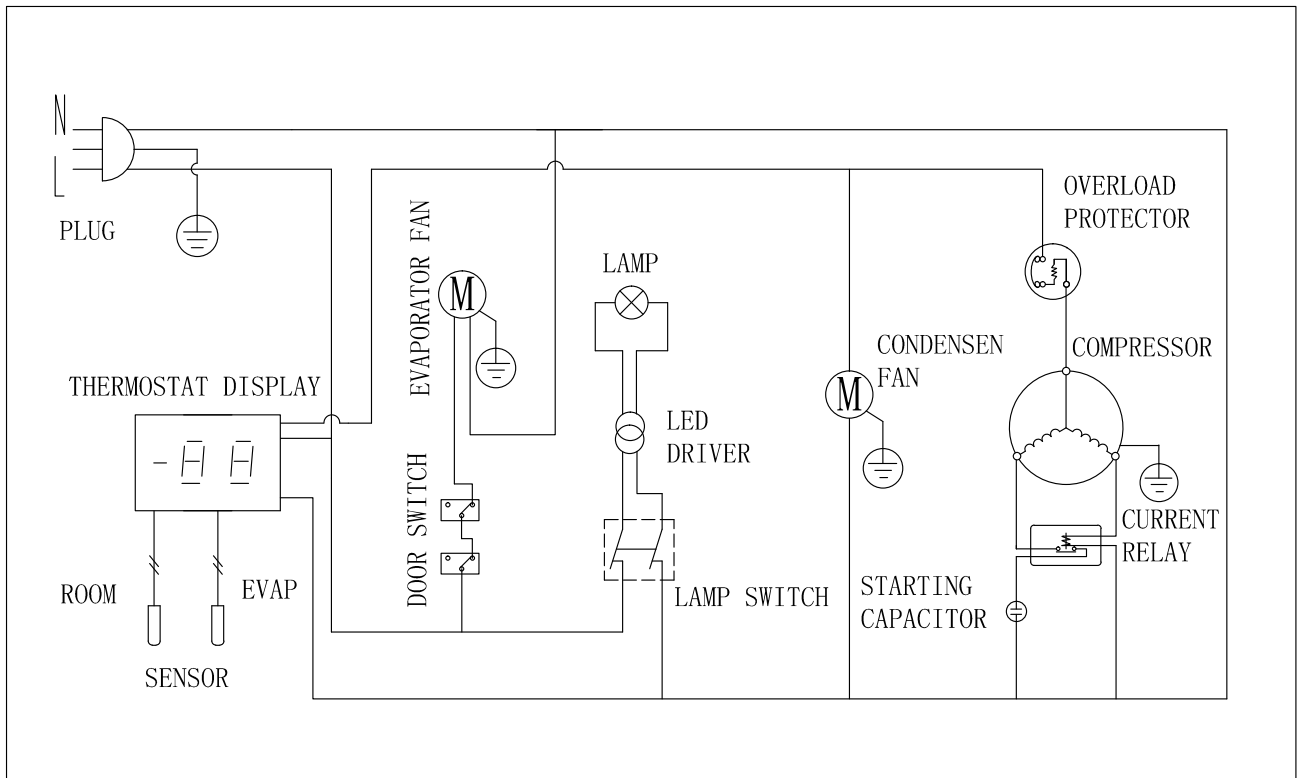 N
L
PLUG
EVAPORATOR FAN
LAMP
OVERLOAD
PROTECTOR
THERMOSTAT DISPLAY
-88
M
M
CONDENSEN
FAN
COMPRESSOR
LED
DRIVER
DOOR SWITCH
ROOM
EVAP
SENSOR
LAMP SWITCH
STARTING
CAPACITOR
CURRENT
RELAY